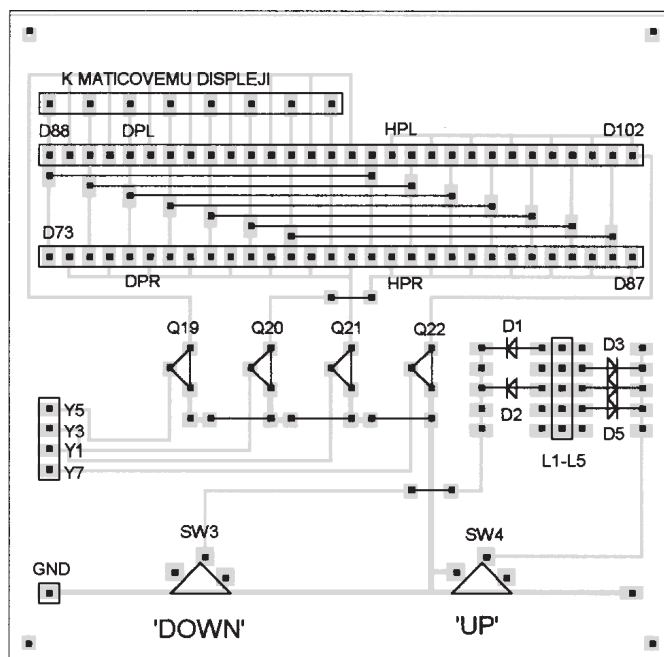 K MATICOVEMU DISPLEJI
D88 DPL HPL D102
D73
DPR HPR D87
Q19 Q20 Q21 Q22 D1 D3
Y5
Y3
Y1
Y7
D2 D5
L1-L5
SW3 SW4
GND
'DOWN' 'UP'